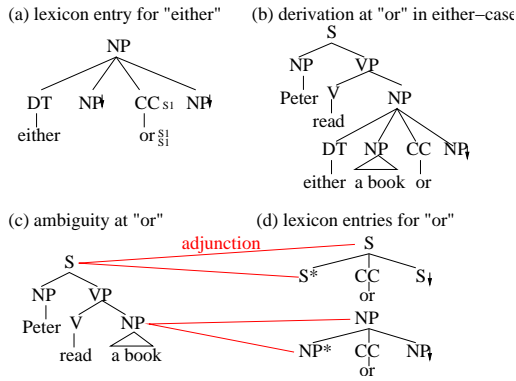 (a) lexicon entry for "either"
NP
DT NP↓ CC S1 NP↓
either or S1 S1
(b) derivation at "or" in either−case
S
NP VP
Peter V NP
read
DT NP CC NP↓
either a book or
(c) ambiguity at "or"
S
NP VP
Peter V NP
read a book
adjunction
(d) lexicon entries for "or"
S
S* CC S↓
or
NP
NP* CC NP↓
or